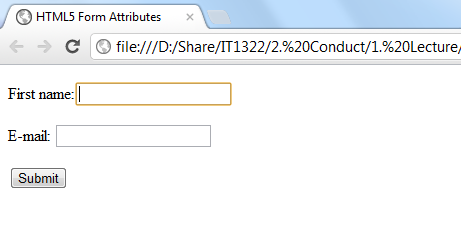 HTML5 Form Attributes
file:///D:/Share/IT1322/2.%20Conduct/1.%20Lecture/
First name:
E-mail:
Submit